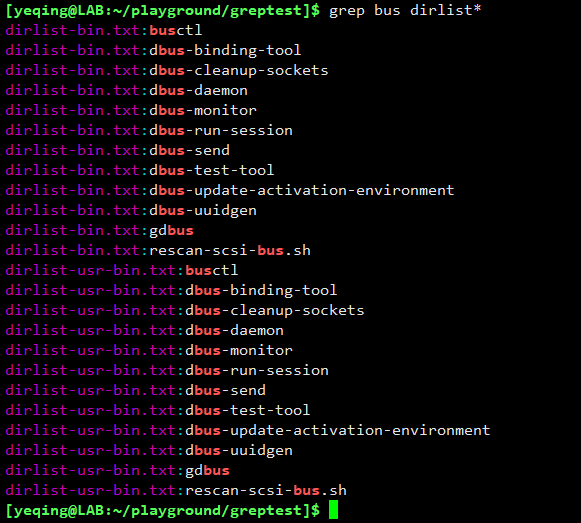 [yeqing@LAB:~/playground/greptest]$ grep bus dirlist*
dirlist-bin.txt:busctl
dirlist-bin.txt:dbus-binding-tool
dirlist-bin.txt:dbus-cleanup-sockets
dirlist-bin.txt:dbus-daemon
dirlist-bin.txt:dbus-monitor
dirlist-bin.txt:dbus-run-session
dirlist-bin.txt:dbus-send
dirlist-bin.txt:dbus-test-tool
dirlist-bin.txt:dbus-update-activation-environment
dirlist-bin.txt:dbus-uuidgen
dirlist-bin.txt:gdbus
dirlist-bin.txt:rescan-scsi-bus.sh
dirlist-usr-bin.txt:busctl
dirlist-usr-bin.txt:dbus-binding-tool
dirlist-usr-bin.txt:dbus-cleanup-sockets
dirlist-usr-bin.txt:dbus-daemon
dirlist-usr-bin.txt:dbus-monitor
dirlist-usr-bin.txt:dbus-run-session
dirlist-usr-bin.txt:dbus-send
dirlist-usr-bin.txt:dbus-test-tool
dirlist-usr-bin.txt:dbus-update-activation-environment
dirlist-usr-bin.txt:dbus-uuidgen
dirlist-usr-bin.txt:gdbus
dirlist-usr-bin.txt:rescan-scsi-bus.sh
[yeqing@LAB:~/playground/greptest]$